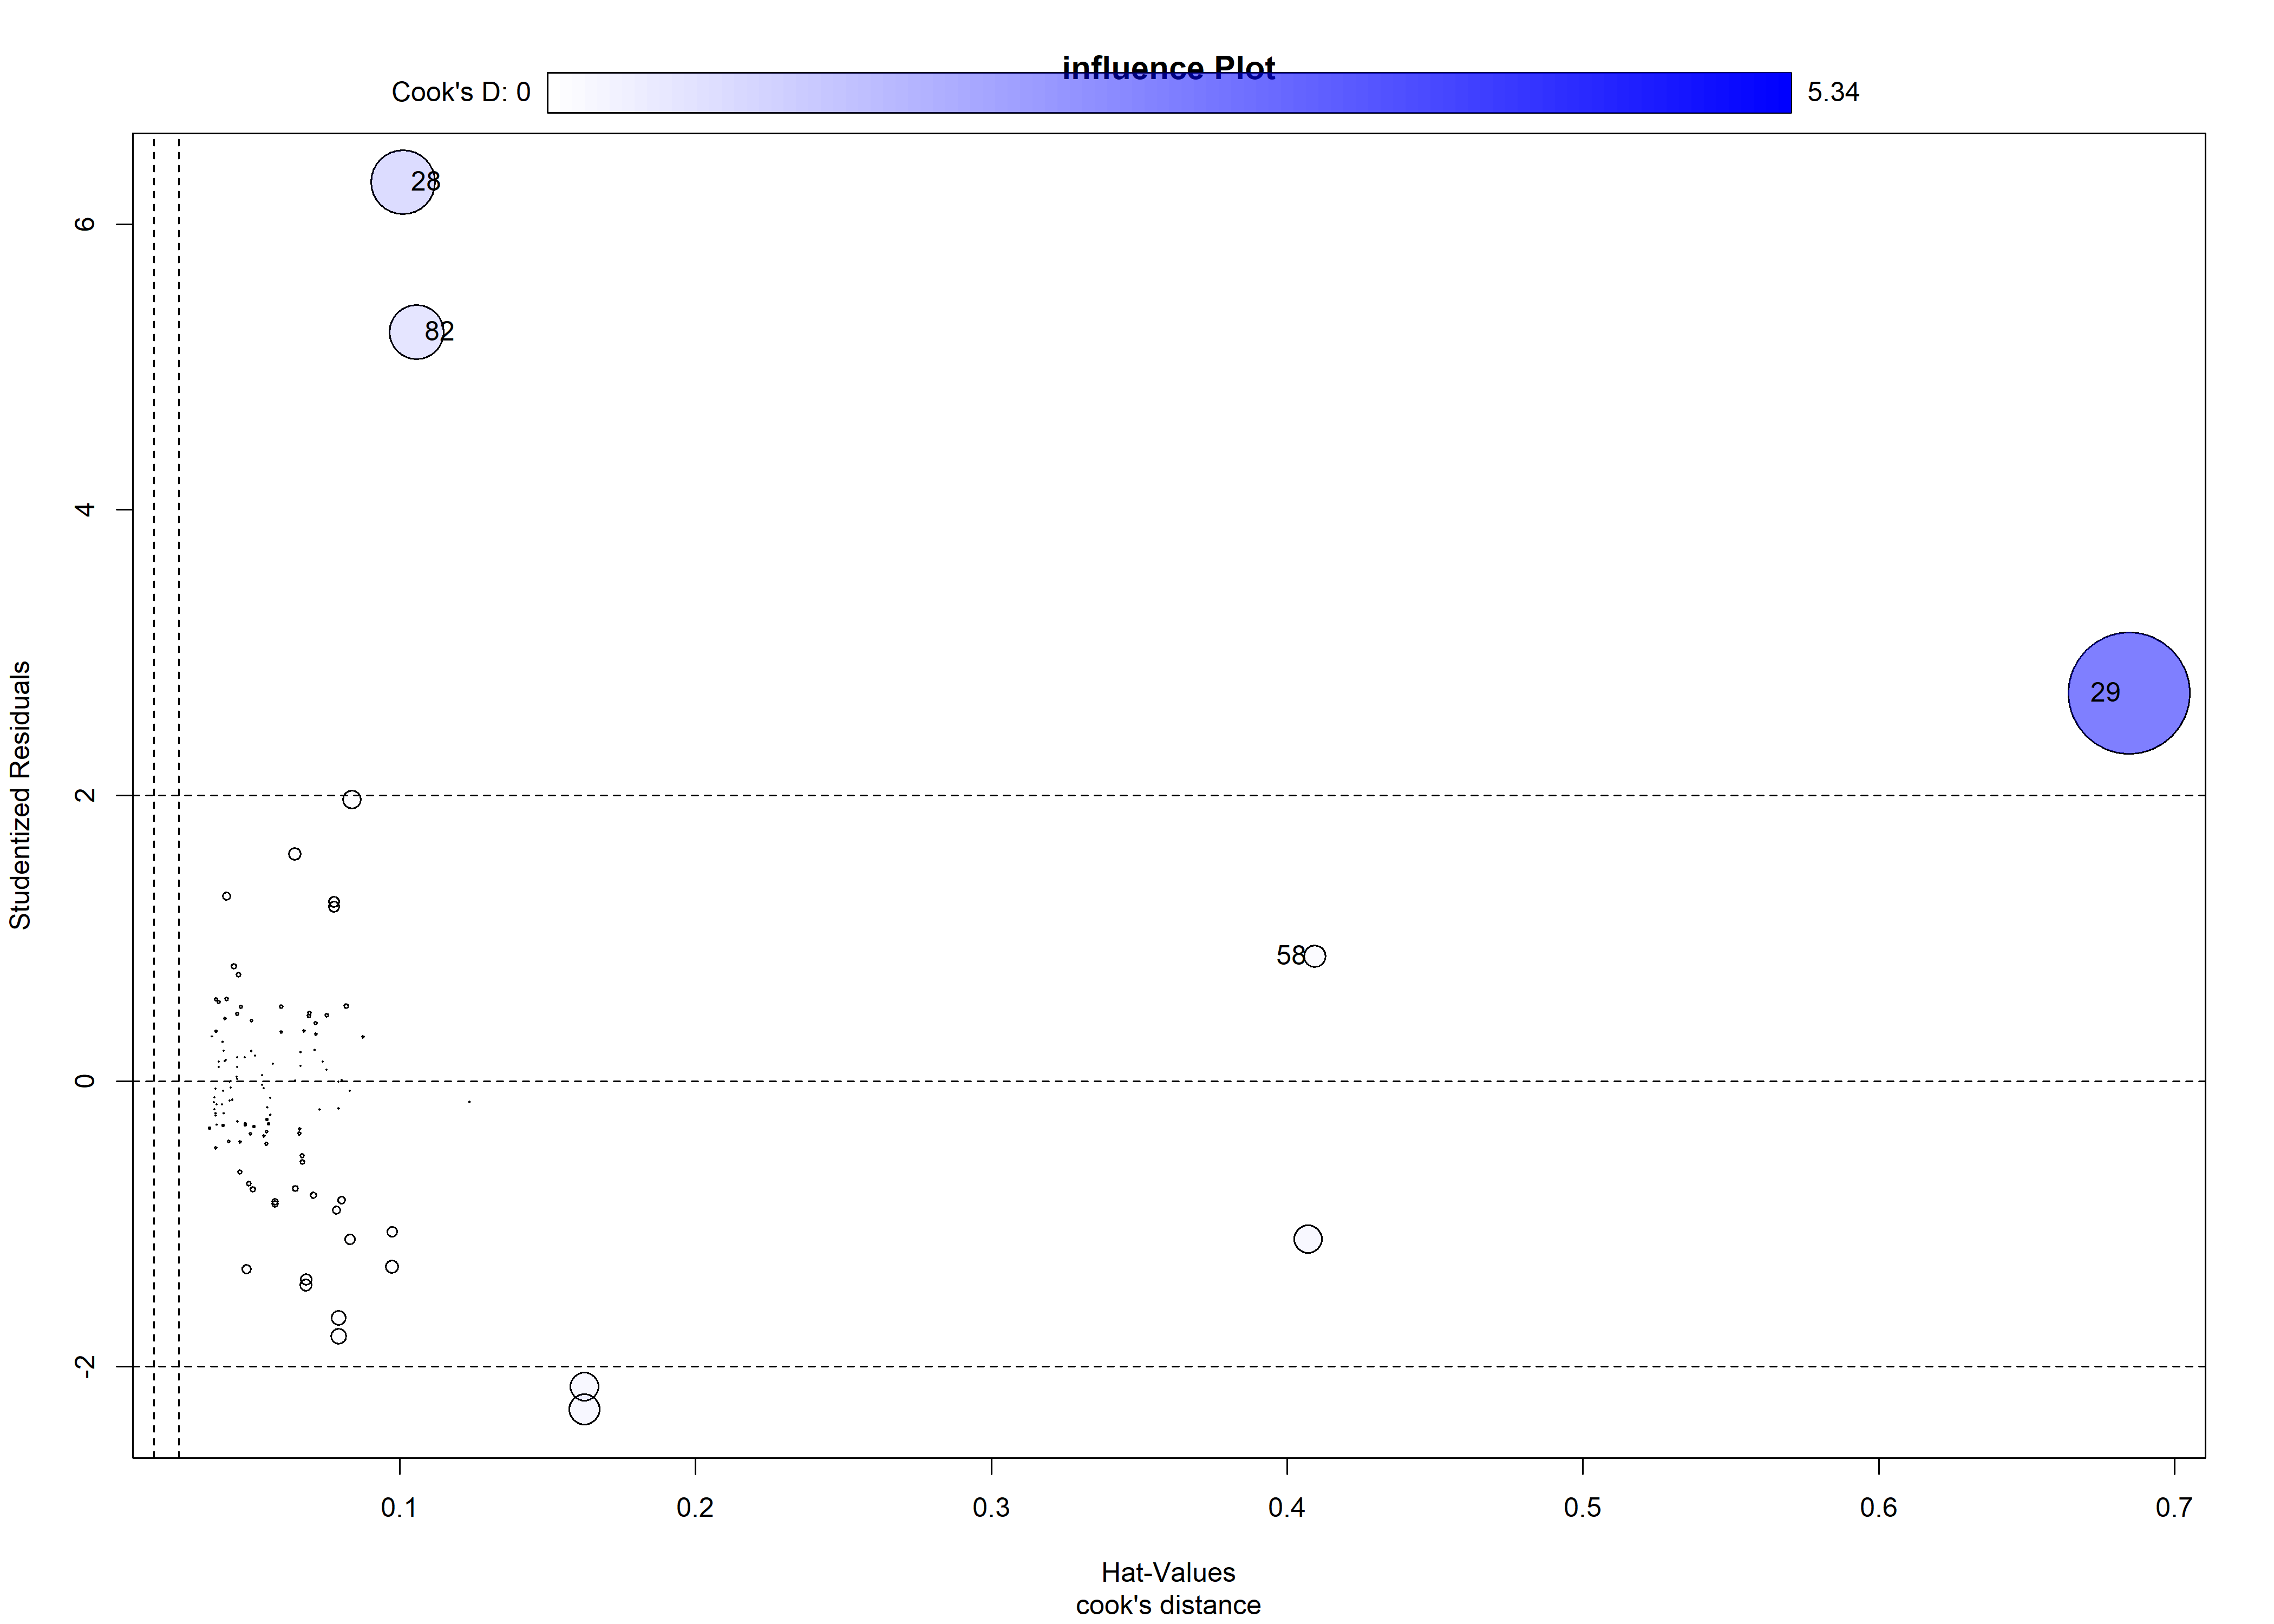 influence Plot
Cook's D: 0
5.34
28
82
29
58
6
4
2
0
-2
Studentized Residuals
0.1 0.2 0.3 0.4 0.5 0.6 0.7
Hat-Values
cook's distance